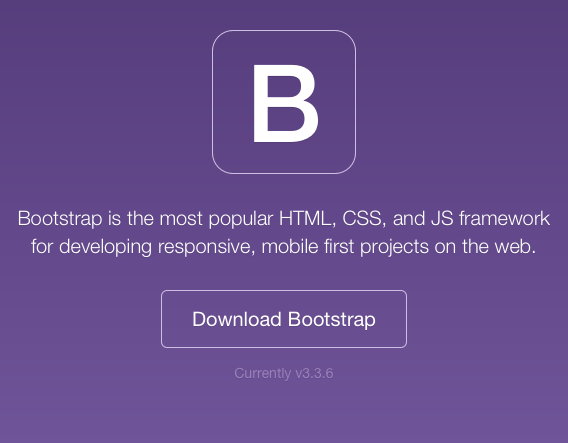 B
Bootstrap is the most popular HTML, CSS, and JS framework
for developing responsive, mobile first projects on the web.
Download Bootstrap
Currently v3.3.6